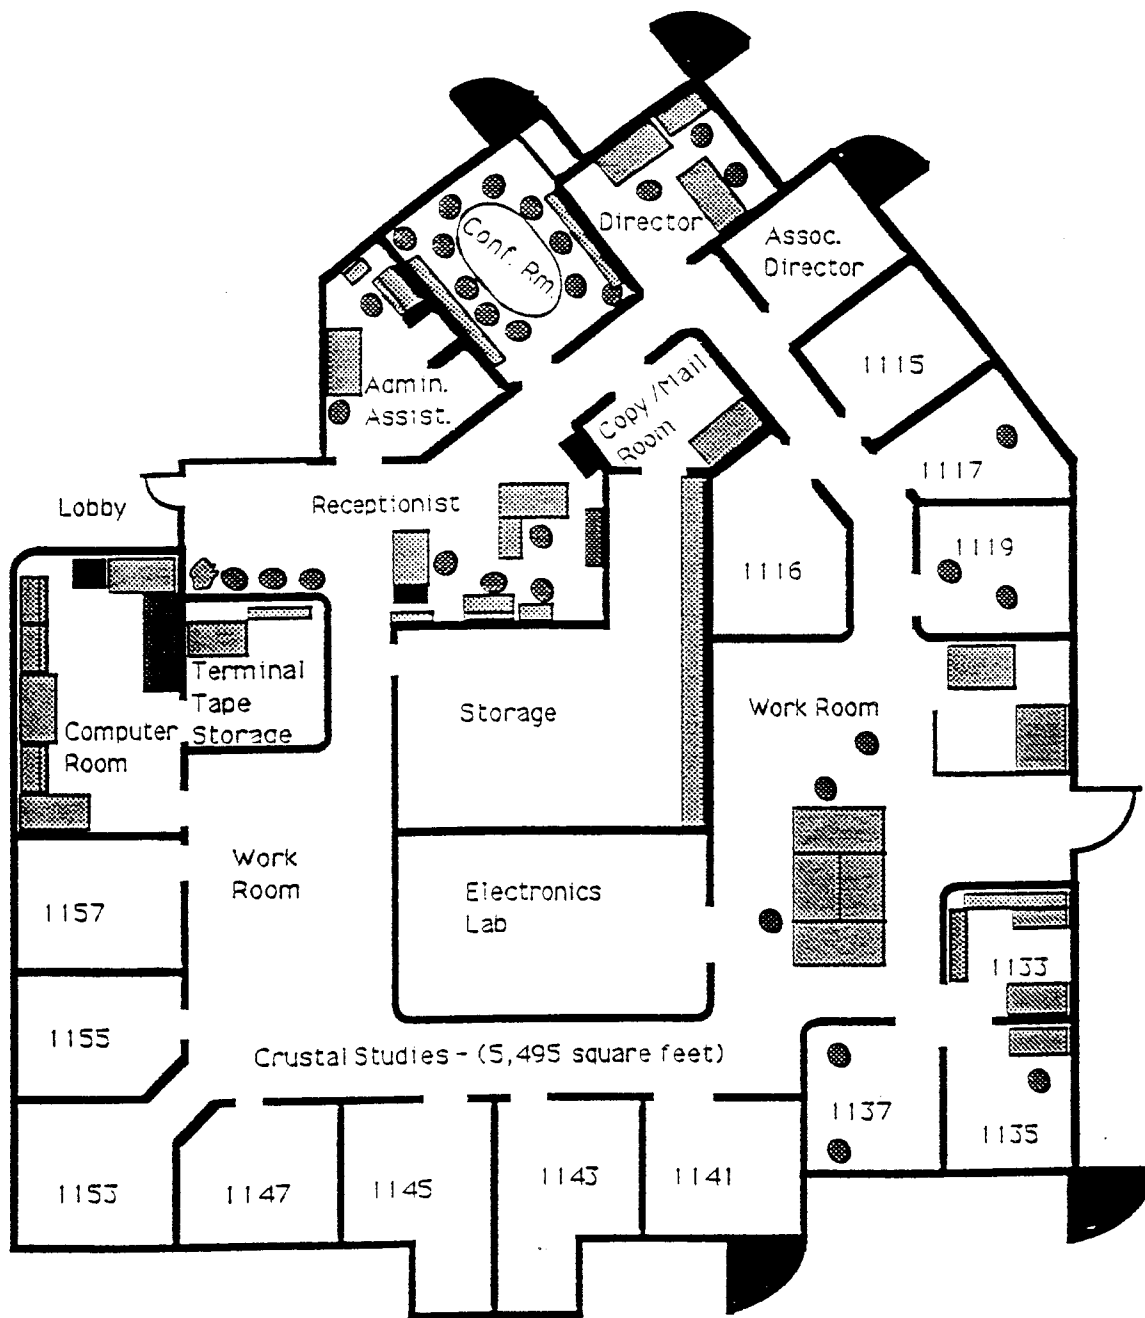 Director
Assoc.
Director
Conf. Rm.
1115
Admin.
Assist.
Copy/Mail
Room
1117
Lobby
Receptionist
1119
1116
Terminal
Tape
Storage
Computer
Room
Storage
Work Room
Work
Room
Electronics
Lab
1157
1133
1155
Crustal Studies - (5,495 square feet)
1137
1135
1153
1147
1145
1143
1141